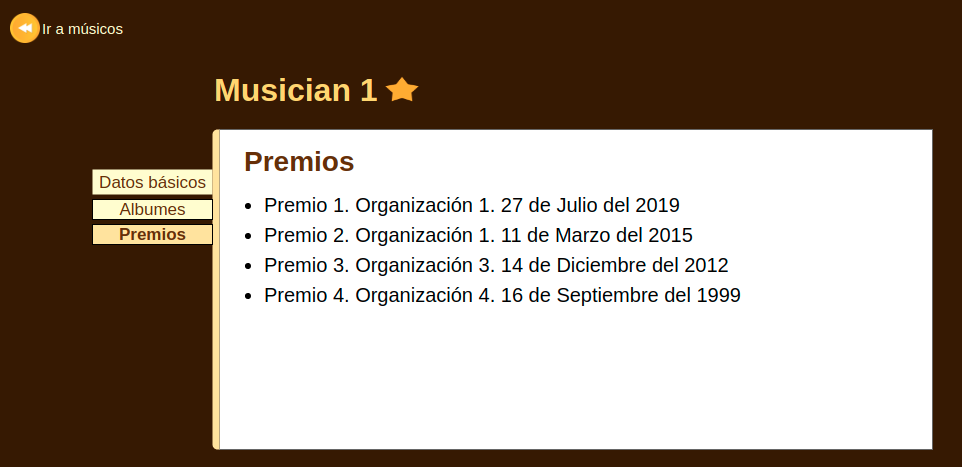 Ir a músicos
Musician 1
Datos básicos
Albumes
Premios
Premios
Premio 1. Organización 1. 27 de Julio del 2019
Premio 2. Organización 1. 11 de Marzo del 2015
Premio 3. Organización 3. 14 de Diciembre del 2012
Premio 4. Organización 4. 16 de Septiembre del 1999